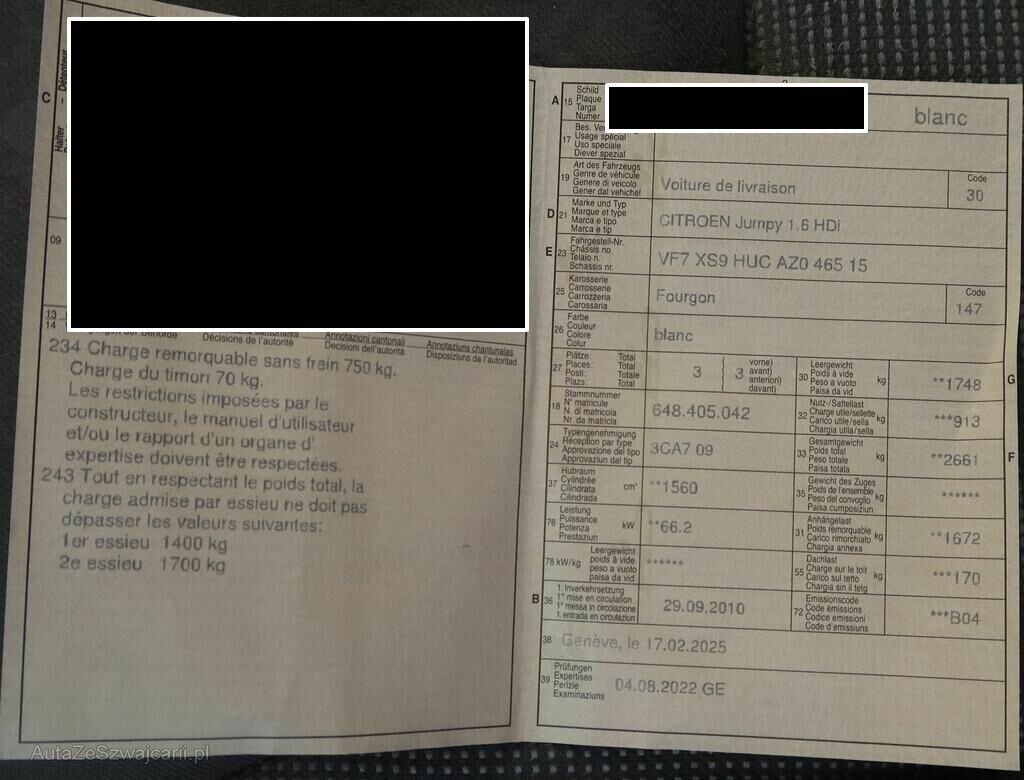 C
Halter
Détenteur
09
13
14
Décisions de l'autorité
Annotazioni cantonali
Decisioni dell'autorità
Annotaziuns chantunalas
Disposiziuns da l'autoritad
234 Charge remorquable sans frein 750 kg.
Charge du timon 70 kg.
Les restrictions imposées par le
constructeur, le manuel d'utilisateur
et/ou le rapport d'un organe d'
expertise doivent être respectées.
243 Tout en respectant le poids total, la
charge admise par essieu ne doit pas
dépasser les valeurs suivantes:
1er essieu 1400 kg
2e essieu 1700 kg
A 15
Schild
Plaque
Targa
Numer
blanc
17
Usage spécial
Uso speciale
Diever spezial
19
Art des Fahrzeugs
Genre de véhicule
Genere di veicolo
Gener dal vehichel
Voiture de livraison
Code
30
D 21
Marke und Typ
Marque et type
Marca e tipo
Marca e tip
CITROEN Jumpy 1.6 HDi
E 23
Fahrgestell-Nr.
Châssis no
Telaio n.
Schassis nr.
VF7 XS9 HUC AZ0 465 15
25
Karosserie
Carrosserie
Carrozzeria
Carossaria
Fourgon
Code
147
26
Farbe
Couleur
Colore
Colur
blanc
27
Plätze: Total
Places: Total
Posti: Totale
Plazs: Total
3
3
vorne)
avant)
anteriori)
davant)
30
Leergewicht
Poids à vide
Peso a vuoto
Paisa da vid
kg
**1748
G
18
Stammnummer
N° matricule
N. di matricola
Nr. da matricla
648.405.042
32
Nutz-/Sattellast
Charge utile/sellette
Carico utile/sella
Chargia utila/sella
kg
***913
24
Typengenehmigung
Réception par type
Approvazione del tipo
Approvaziun dal tip
3CA7 09
33
Gesamtgewicht
Poids total
Peso totale
Paisa totala
kg
**2661
F
37
Hubraum
Cylindrée
Cilindrata
Cilindrada
cm³
**1560
35
Gewicht des Zuges
Poids de l'ensemble
Peso del convoglio
Paisa cumposiziun
kg
******
76
Leistung
Puissance
Potenza
Prestaziun
kW
**66.2
31
Anhängelast
Poids remorquable
Carico rimorchiato
Chargia annexa
kg
**1672
78 kW/kg
Leergewicht
poids à vide
peso a vuoto
paisa da vid
******
55
Dachlast
Charge sur le toit
Carico sul tetto
Chargia sin il tetg
kg
***170
B 36
1. Inverkehrsetzung
1re mise en circulation
1a messa in circolazione
1. entrada en circulaziun
29.09.2010
72
Emissionscode
Code émissions
Codice emissioni
Code d'emissiuns
***B04
38
Genève, le 17.02.2025
39
Prüfungen
Expertises
Perizie
Examinaziuns
04.08.2022 GE
AutaZeSzwajcarii.pl